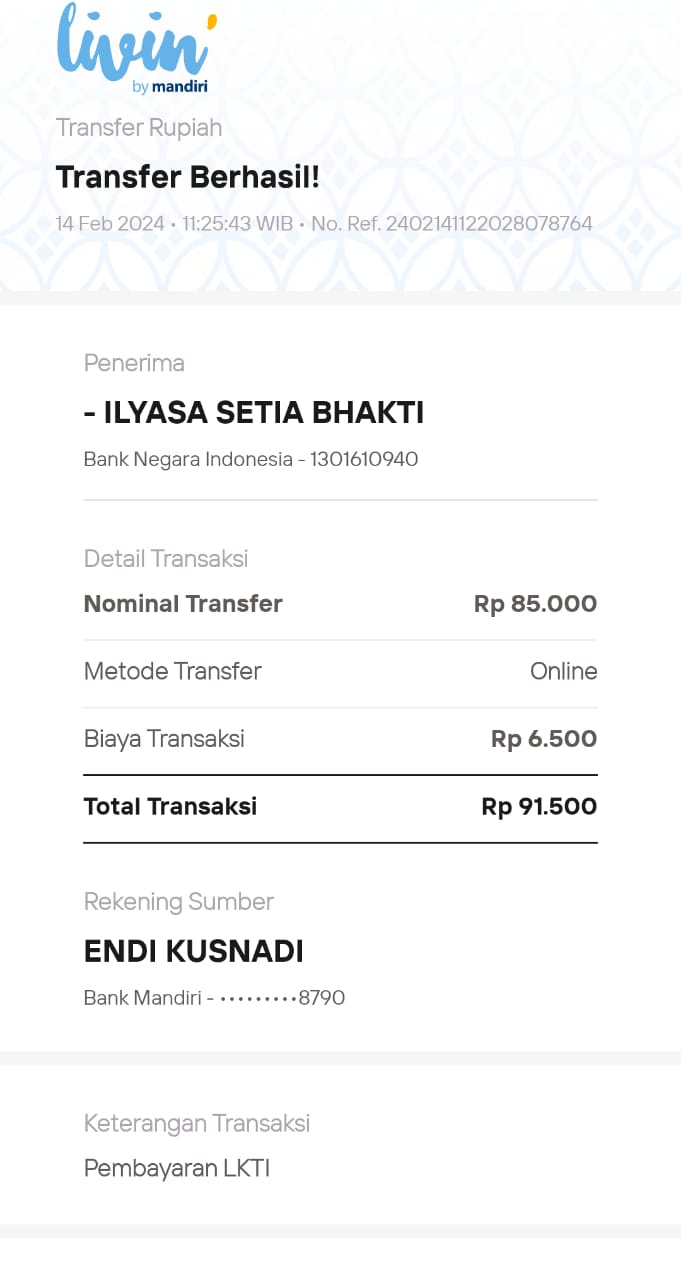 livin'
by mandiri
Transfer Rupiah
Transfer Berhasil!
14 Feb 2024 • 11:25:43 WIB • No. Ref. 2402141122028078764
Penerima
- ILYASA SETIA BHAKTI
Bank Negara Indonesia - 1301610940
Detail Transaksi
Nominal Transfer Rp 85.000
Metode Transfer Online
Biaya Transaksi Rp 6.500
Total Transaksi Rp 91.500
Rekening Sumber
ENDI KUSNADI
Bank Mandiri - •••••••••8790
Keterangan Transaksi
Pembayaran LKTI